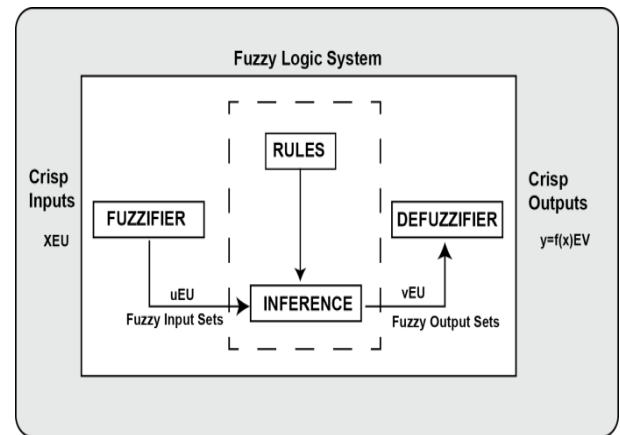 Fuzzy Logic System
RULES
Crisp
Inputs
XEU
FUZZIFIER
DEFUZZIFIER
Crisp
Outputs
y=f(x)EV
uEU
Fuzzy Input Sets
INFERENCE
vEU
Fuzzy Output Sets